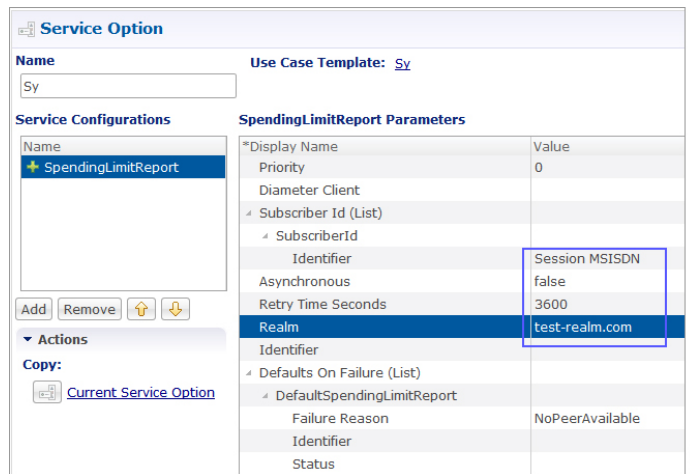 Service Option
Name
Use Case Template: Sy
Sy
Service Configurations
SpendingLimitReport Parameters
Name
SpendingLimitReport
*Display Name Value
Priority 0
Diameter Client
Subscriber Id (List)
SubscriberId
Identifier Session MSISDN
Asynchronous false
Retry Time Seconds 3600
Realm test-realm.com
Identifier
Defaults On Failure (List)
DefaultSpendingLimitReport
Failure Reason NoPeerAvailable
Identifier
Status
Add Remove
Actions
Copy:
Current Service Option